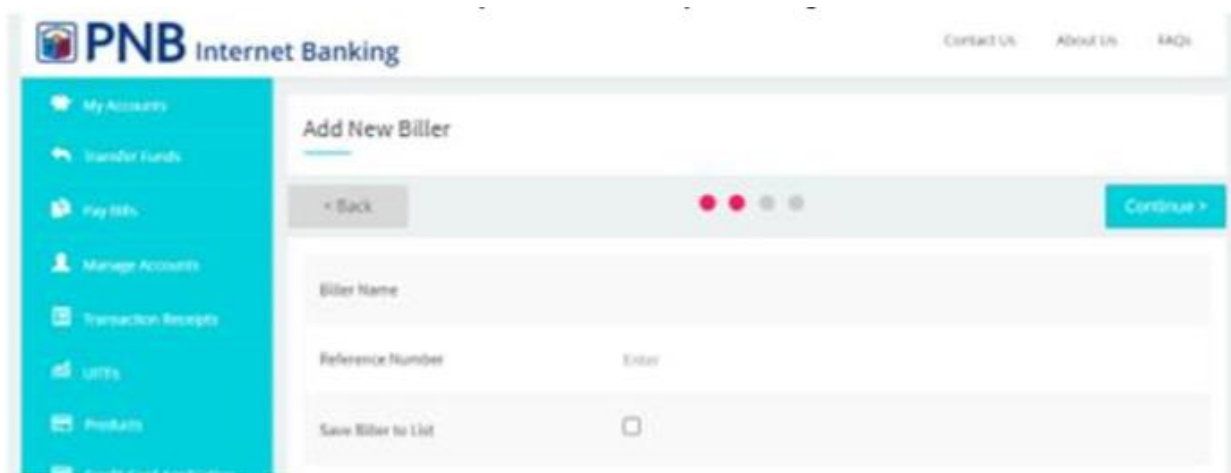 PNB Internet Banking
Contact Us About Us FAQs
My Accounts
Transfer Funds
Pay Bills
Manage Accounts
Transaction Receipts
UITFs
Products
Add New Biller
< Back
Continue >
Biller Name
Reference Number Enter
Save Biller to List